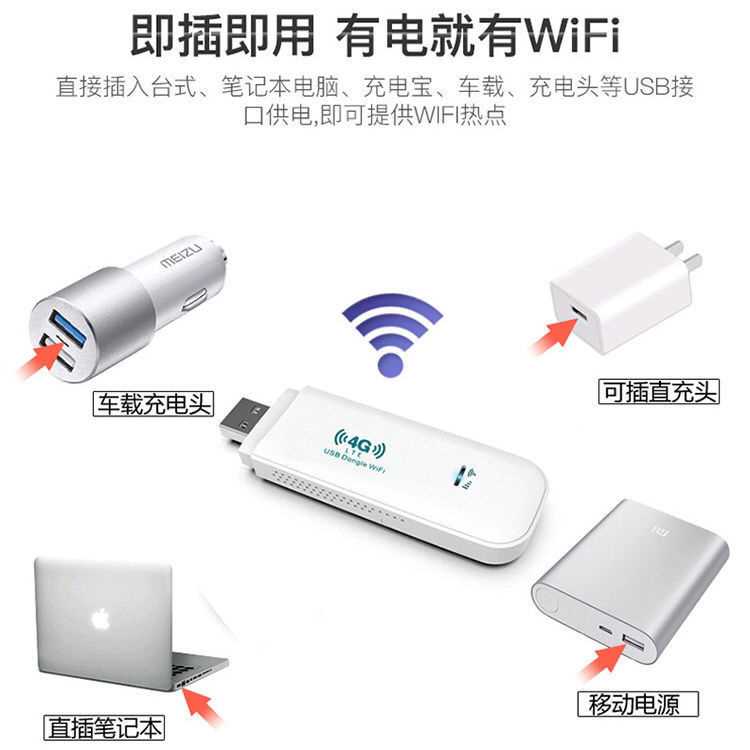 即插即用 有电就有WiFi
直接插入台式、笔记本电脑、充电宝、车载、充电头等USB接
口供电,即可提供WIFI热点
MEIZU
车载充电头
可插直充头
4G
LTE
USB Dongle WiFi
mi
直插笔记本
移动电源